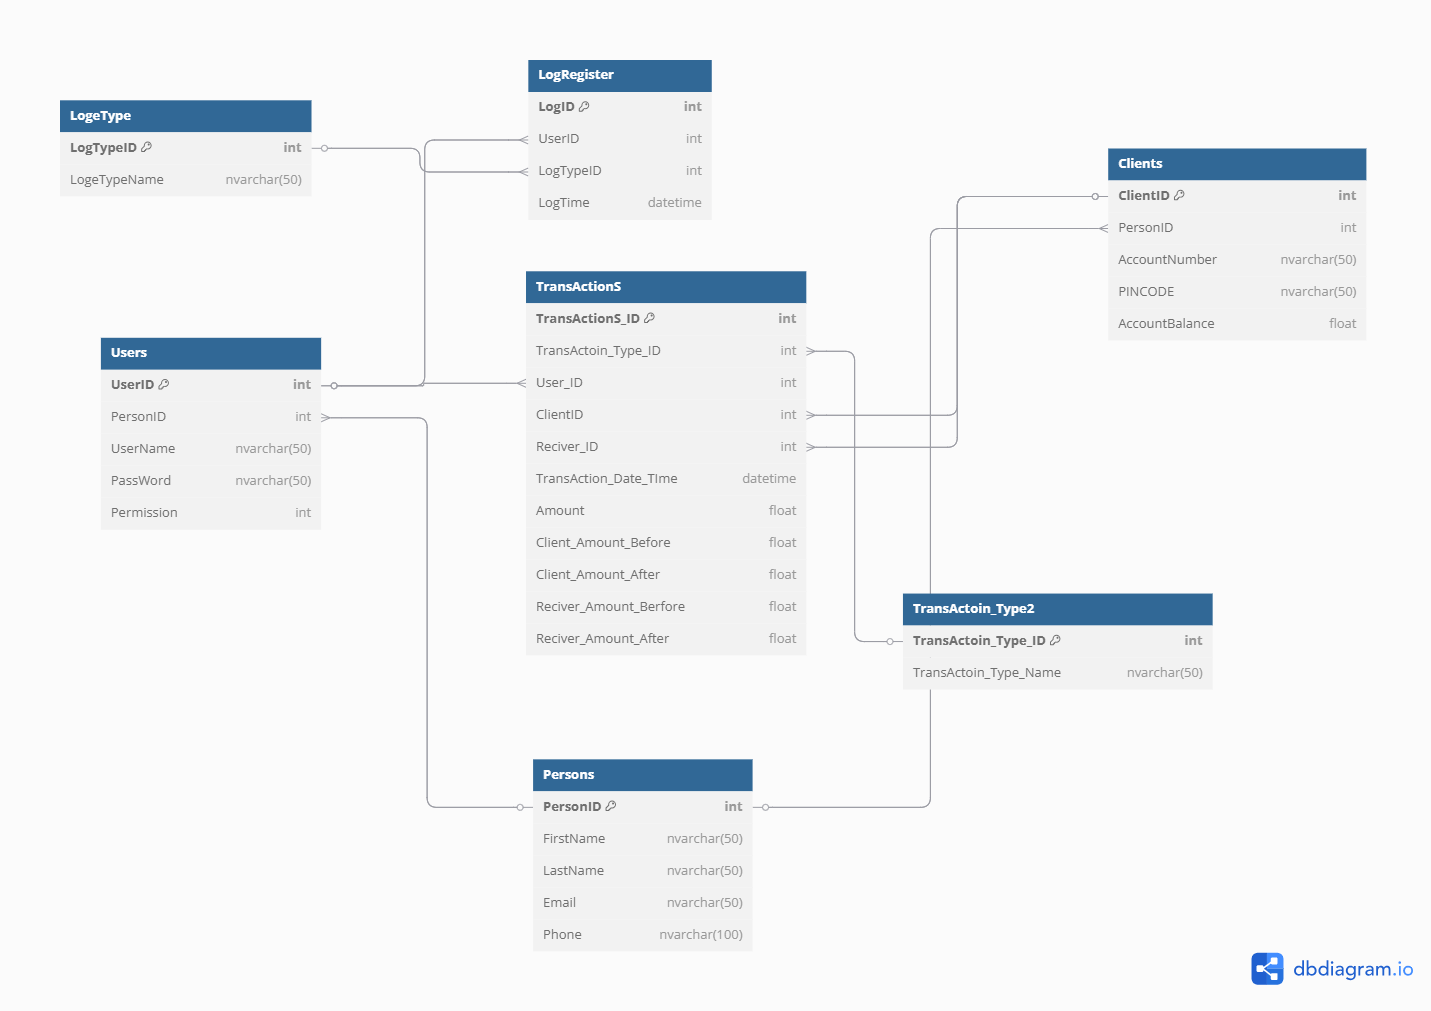 LogeType
LogTypeID int
LogeTypeName nvarchar(50)
LogRegister
LogID int
UserID int
LogTypeID int
LogTime datetime
Clients
ClientID int
PersonID int
AccountNumber nvarchar(50)
PINCODE nvarchar(50)
AccountBalance float
TransActionS
TransActionS_ID int
TransActoin_Type_ID int
User_ID int
ClientID int
Reciver_ID int
TransAction_Date_TIme datetime
Amount float
Client_Amount_Before float
Client_Amount_After float
Reciver_Amount_Berfore float
Reciver_Amount_After float
Users
UserID int
PersonID int
UserName nvarchar(50)
PassWord nvarchar(50)
Permission int
TransActoin_Type2
TransActoin_Type_ID int
TransActoin_Type_Name nvarchar(50)
Persons
PersonID int
FirstName nvarchar(50)
LastName nvarchar(50)
Email nvarchar(50)
Phone nvarchar(100)
dbdiagram.io